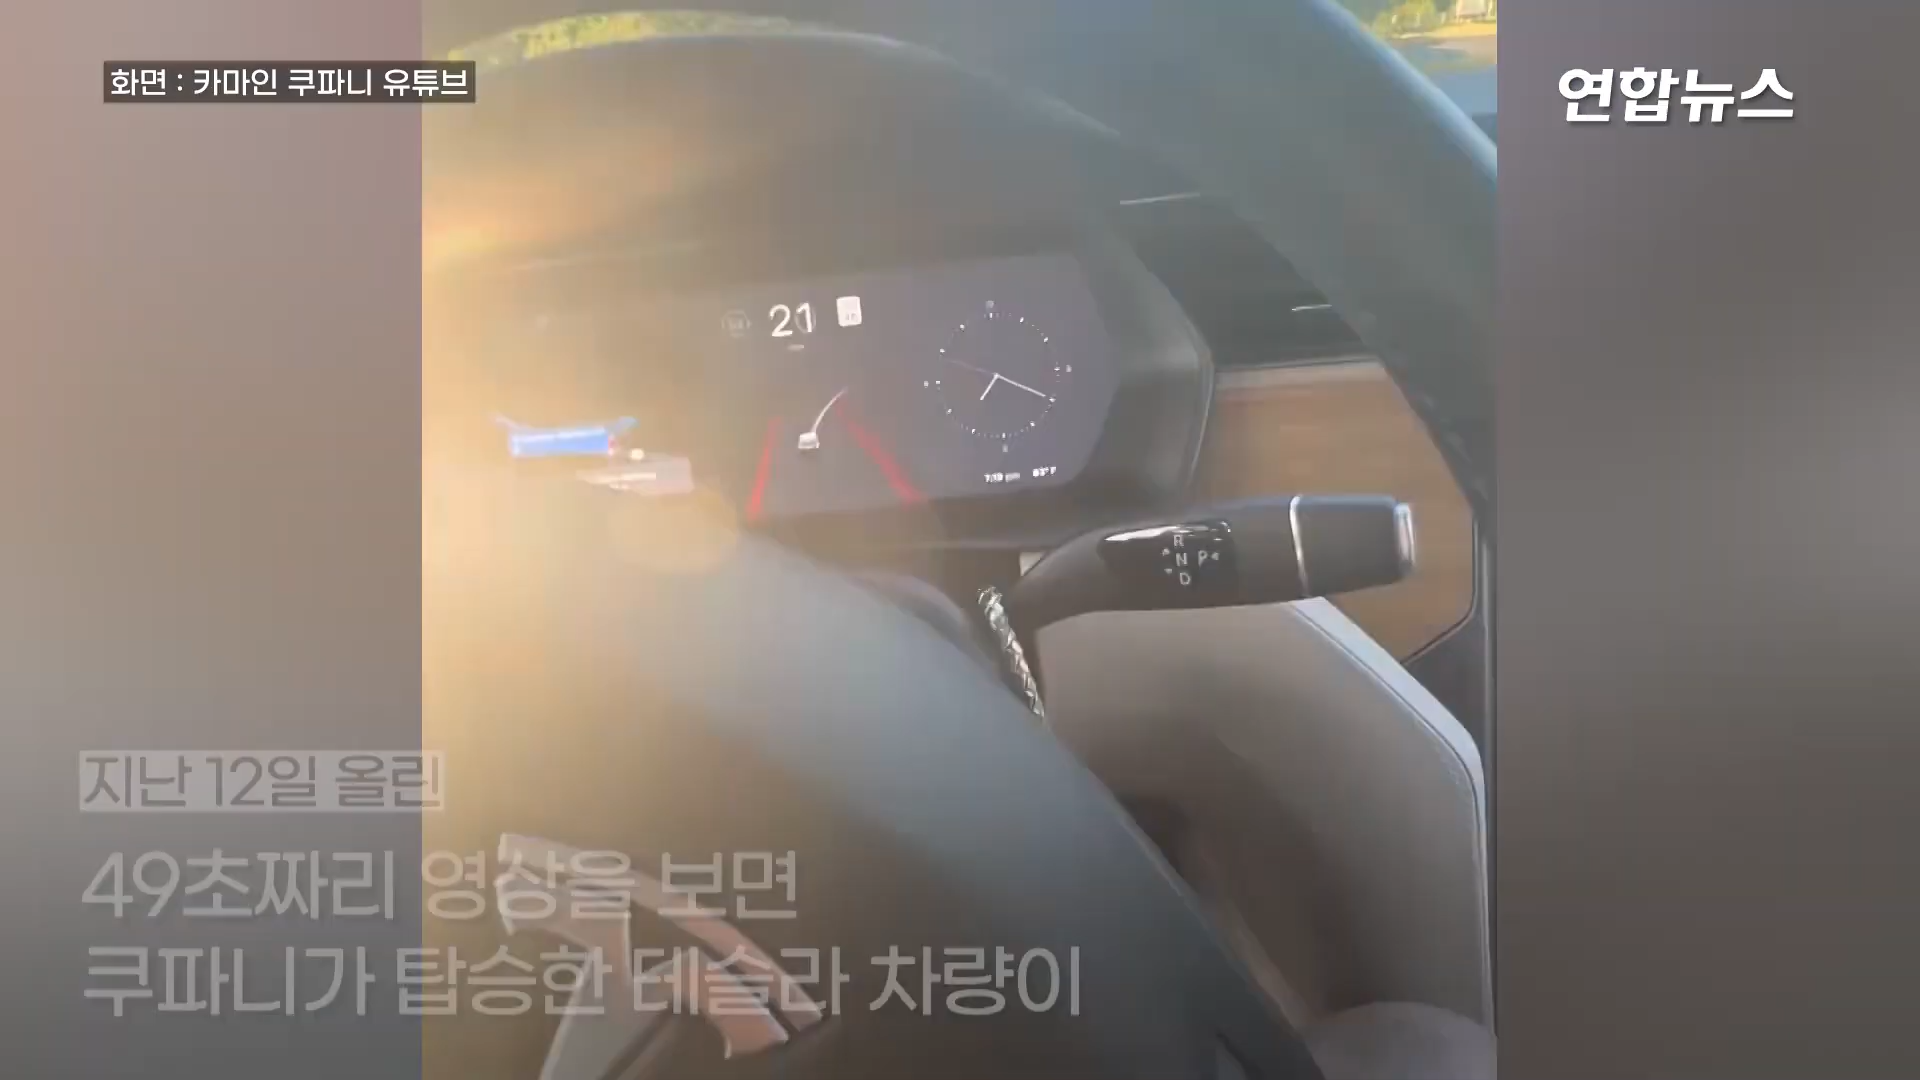 화면 : 카마인 쿠파니 유튜브
연합뉴스
21
R
N P
D
지난 12일 올린
49초짜리 영상을 보면
쿠파니가 탑승한 테슬라 차량이